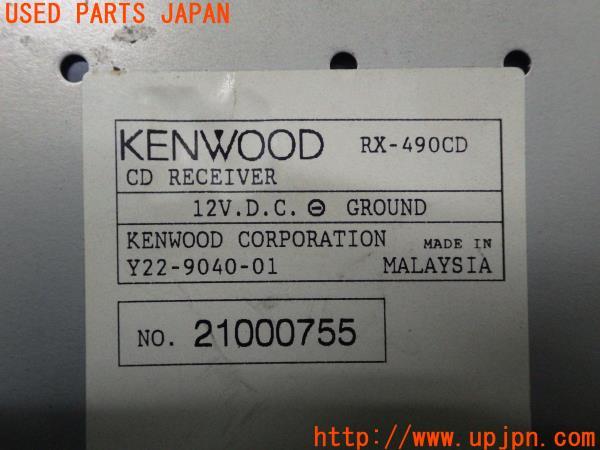 USED PARTS JAPAN
KENWOOD RX-490CD
CD RECEIVER
12V.D.C. ⊖ GROUND
KENWOOD CORPORATION MADE IN
Y22-9040-01 MALAYSIA
NO. 21000755
UPJ
http://www.upjpn.com/